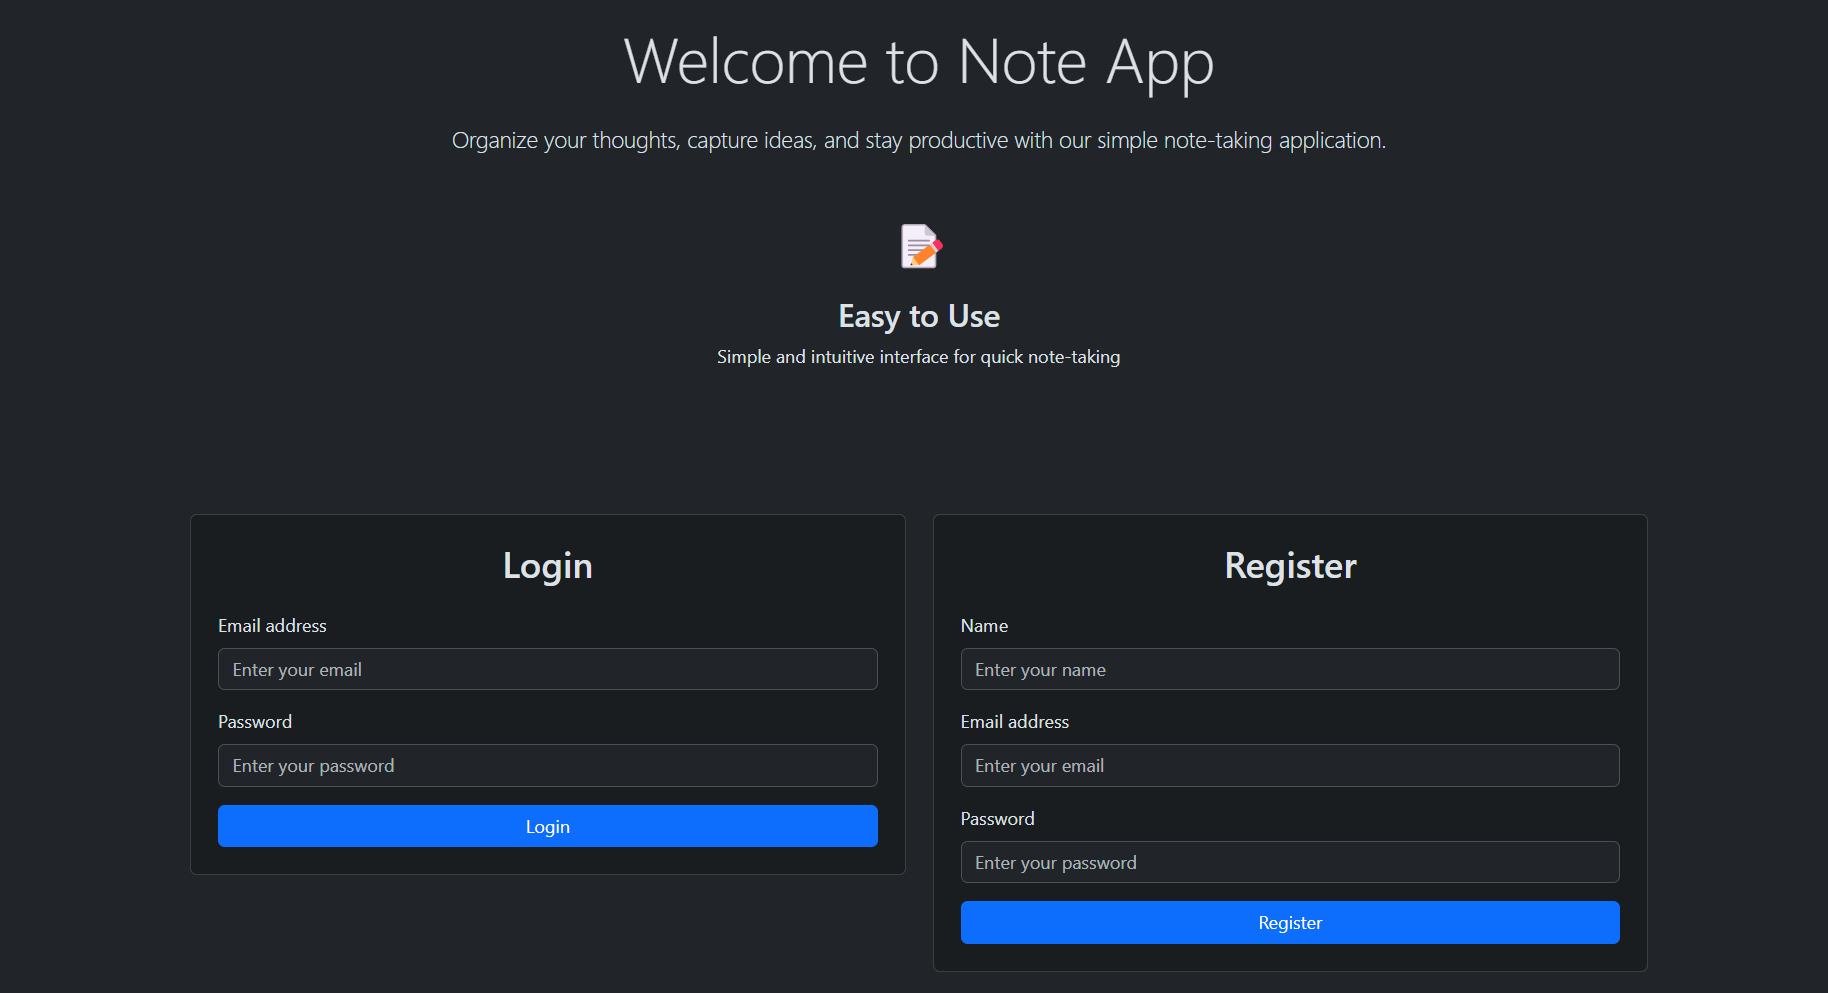 Welcome to Note App
Organize your thoughts, capture ideas, and stay productive with our simple note-taking application.
Easy to Use
Simple and intuitive interface for quick note-taking
Login
Email address
Enter your email
Password
Enter your password
Login
Register
Name
Enter your name
Email address
Enter your email
Password
Enter your password
Register